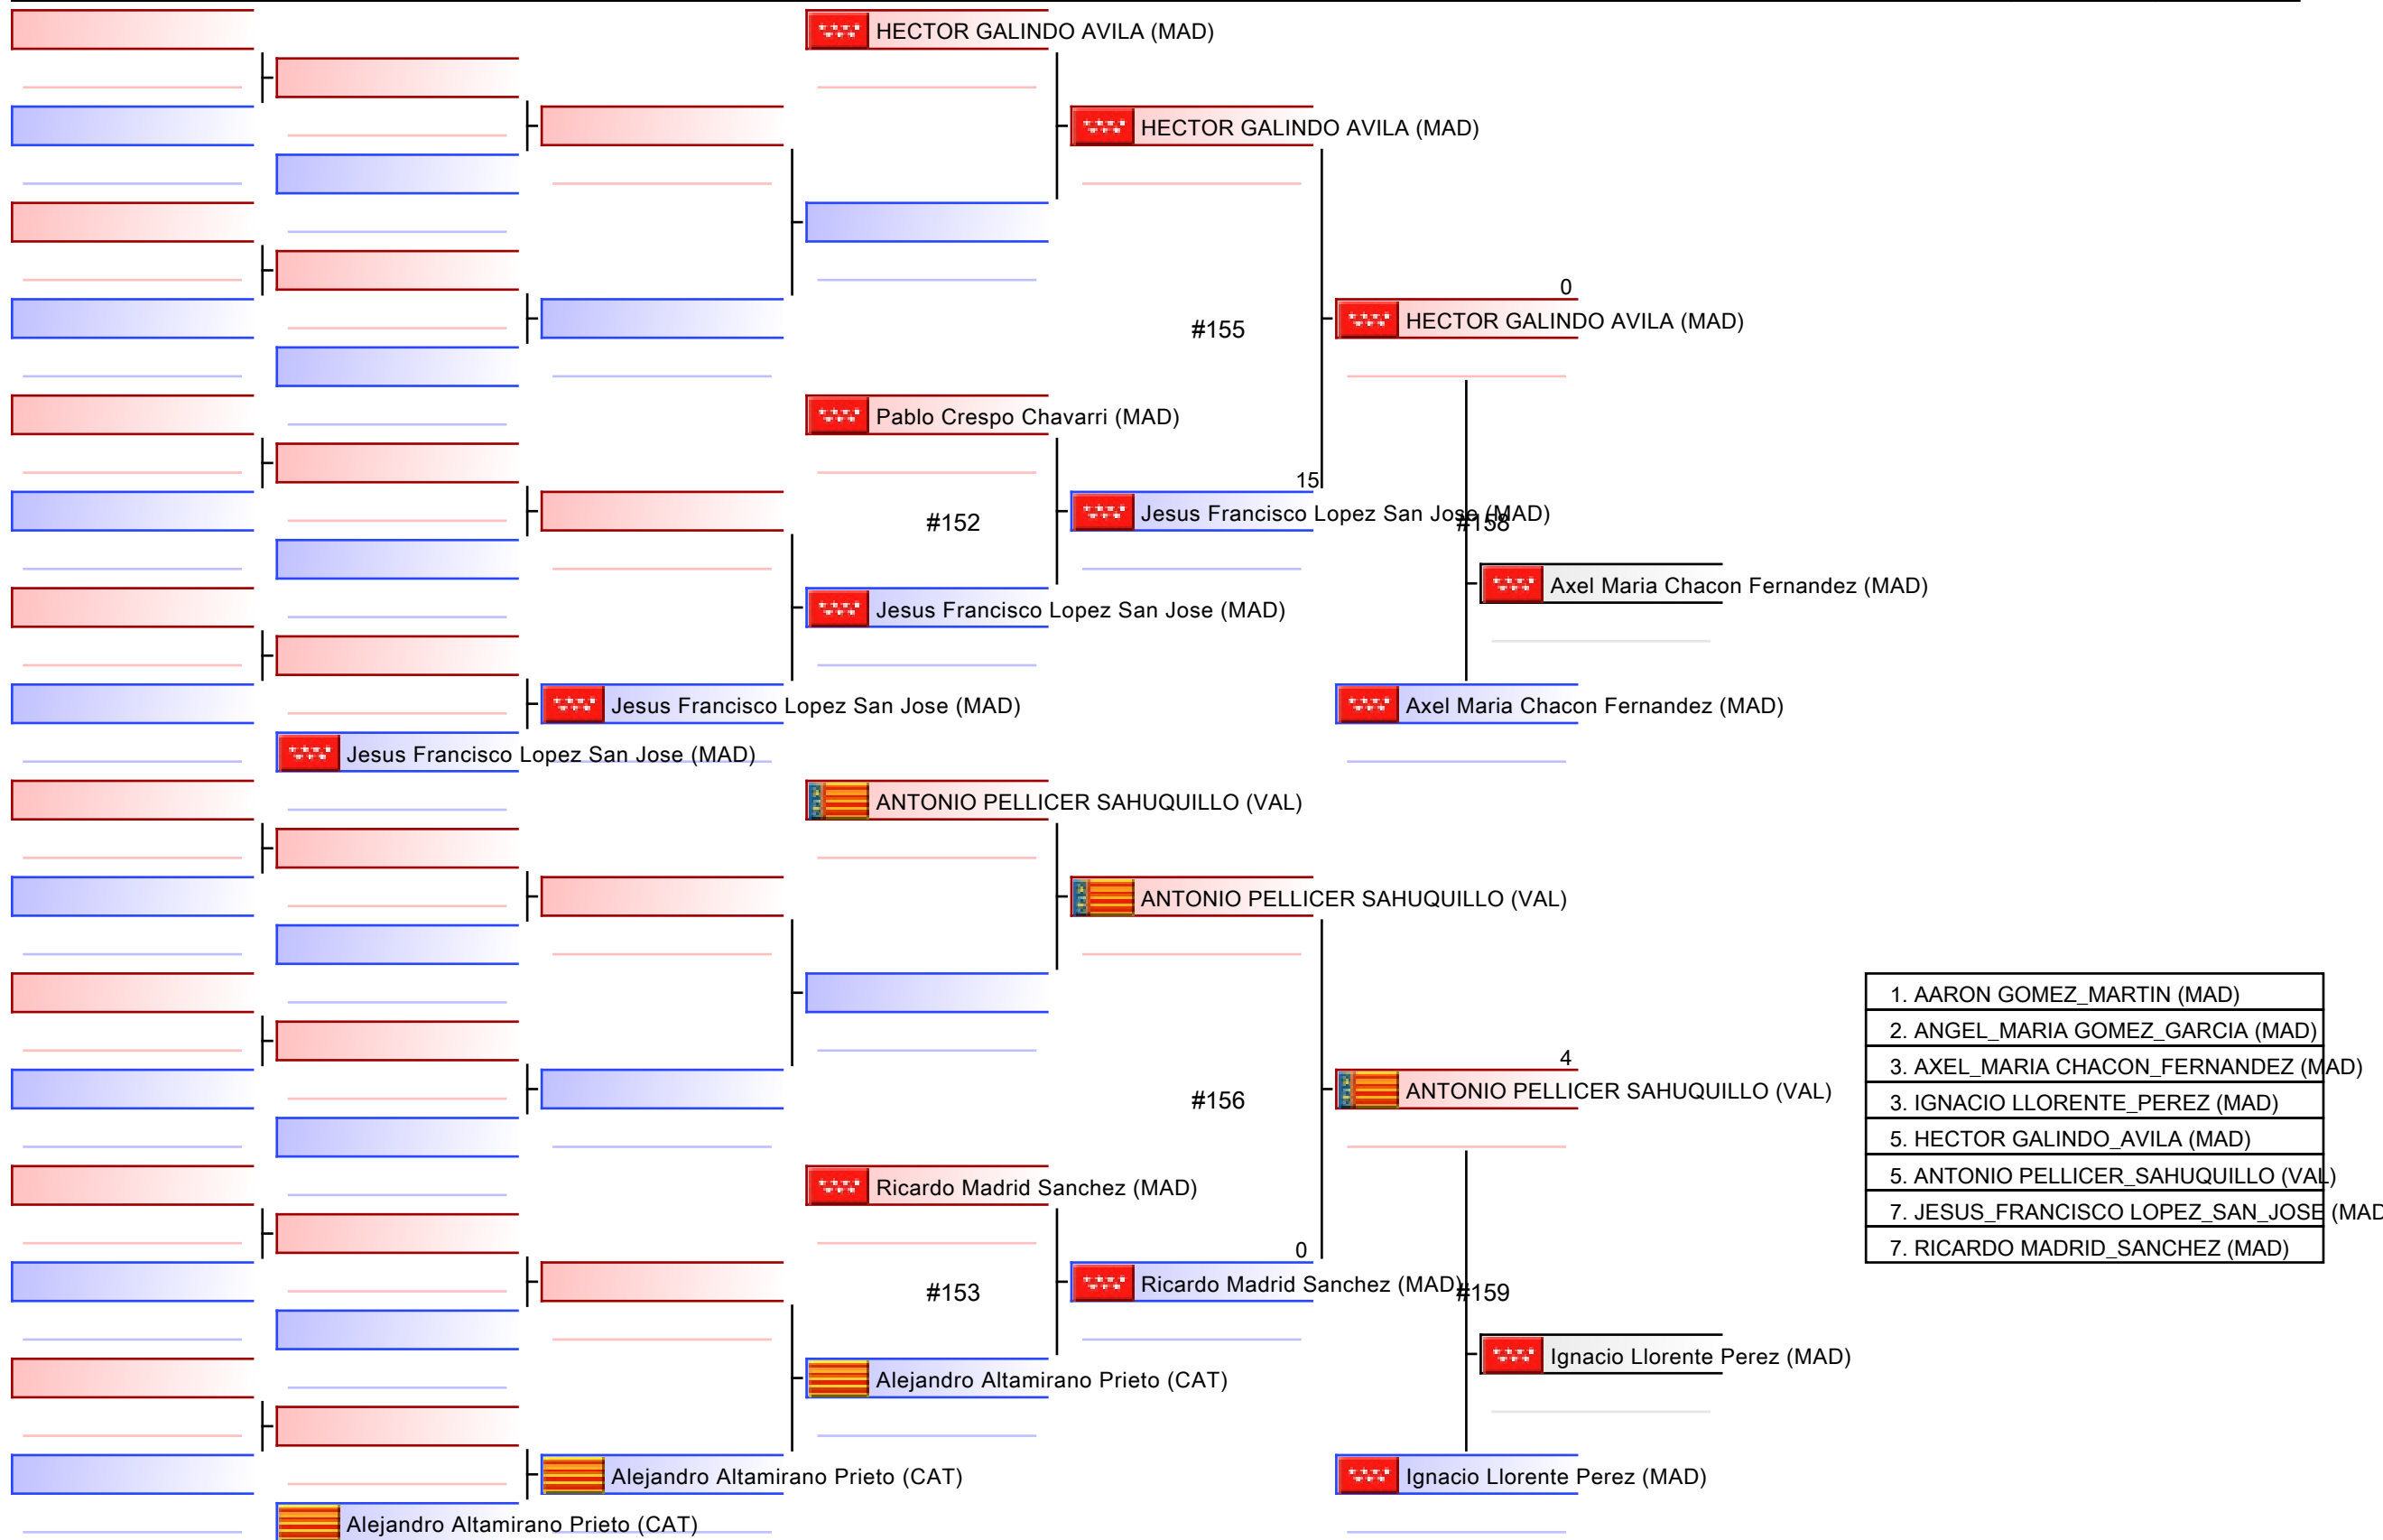 HECTOR GALINDO AVILA (MAD)
HECTOR GALINDO AVILA (MAD)
0
HECTOR GALINDO AVILA (MAD)
#155
Pablo Crespo Chavarri (MAD)
15
Jesus Francisco Lopez San Jose (MAD)
#152
#158
Axel Maria Chacon Fernandez (MAD)
Jesus Francisco Lopez San Jose (MAD)
Jesus Francisco Lopez San Jose (MAD)
Axel Maria Chacon Fernandez (MAD)
Jesus Francisco Lopez San Jose (MAD)
ANTONIO PELLICER SAHUQUILLO (VAL)
ANTONIO PELLICER SAHUQUILLO (VAL)
4
ANTONIO PELLICER SAHUQUILLO (VAL)
#156
Ricardo Madrid Sanchez (MAD)
0
Ricardo Madrid Sanchez (MAD)
#153
#159
Ignacio Llorente Perez (MAD)
Alejandro Altamirano Prieto (CAT)
Alejandro Altamirano Prieto (CAT)
Ignacio Llorente Perez (MAD)
Alejandro Altamirano Prieto (CAT)
1. AARON GOMEZ_MARTIN (MAD)
2. ANGEL_MARIA GOMEZ_GARCIA (MAD)
3. AXEL_MARIA CHACON_FERNANDEZ (MAD)
3. IGNACIO LLORENTE_PEREZ (MAD)
5. HECTOR GALINDO_AVILA (MAD)
5. ANTONIO PELLICER_SAHUQUILLO (VAL)
7. JESUS_FRANCISCO LOPEZ_SAN_JOSE (MAD
7. RICARDO MADRID_SANCHEZ (MAD)